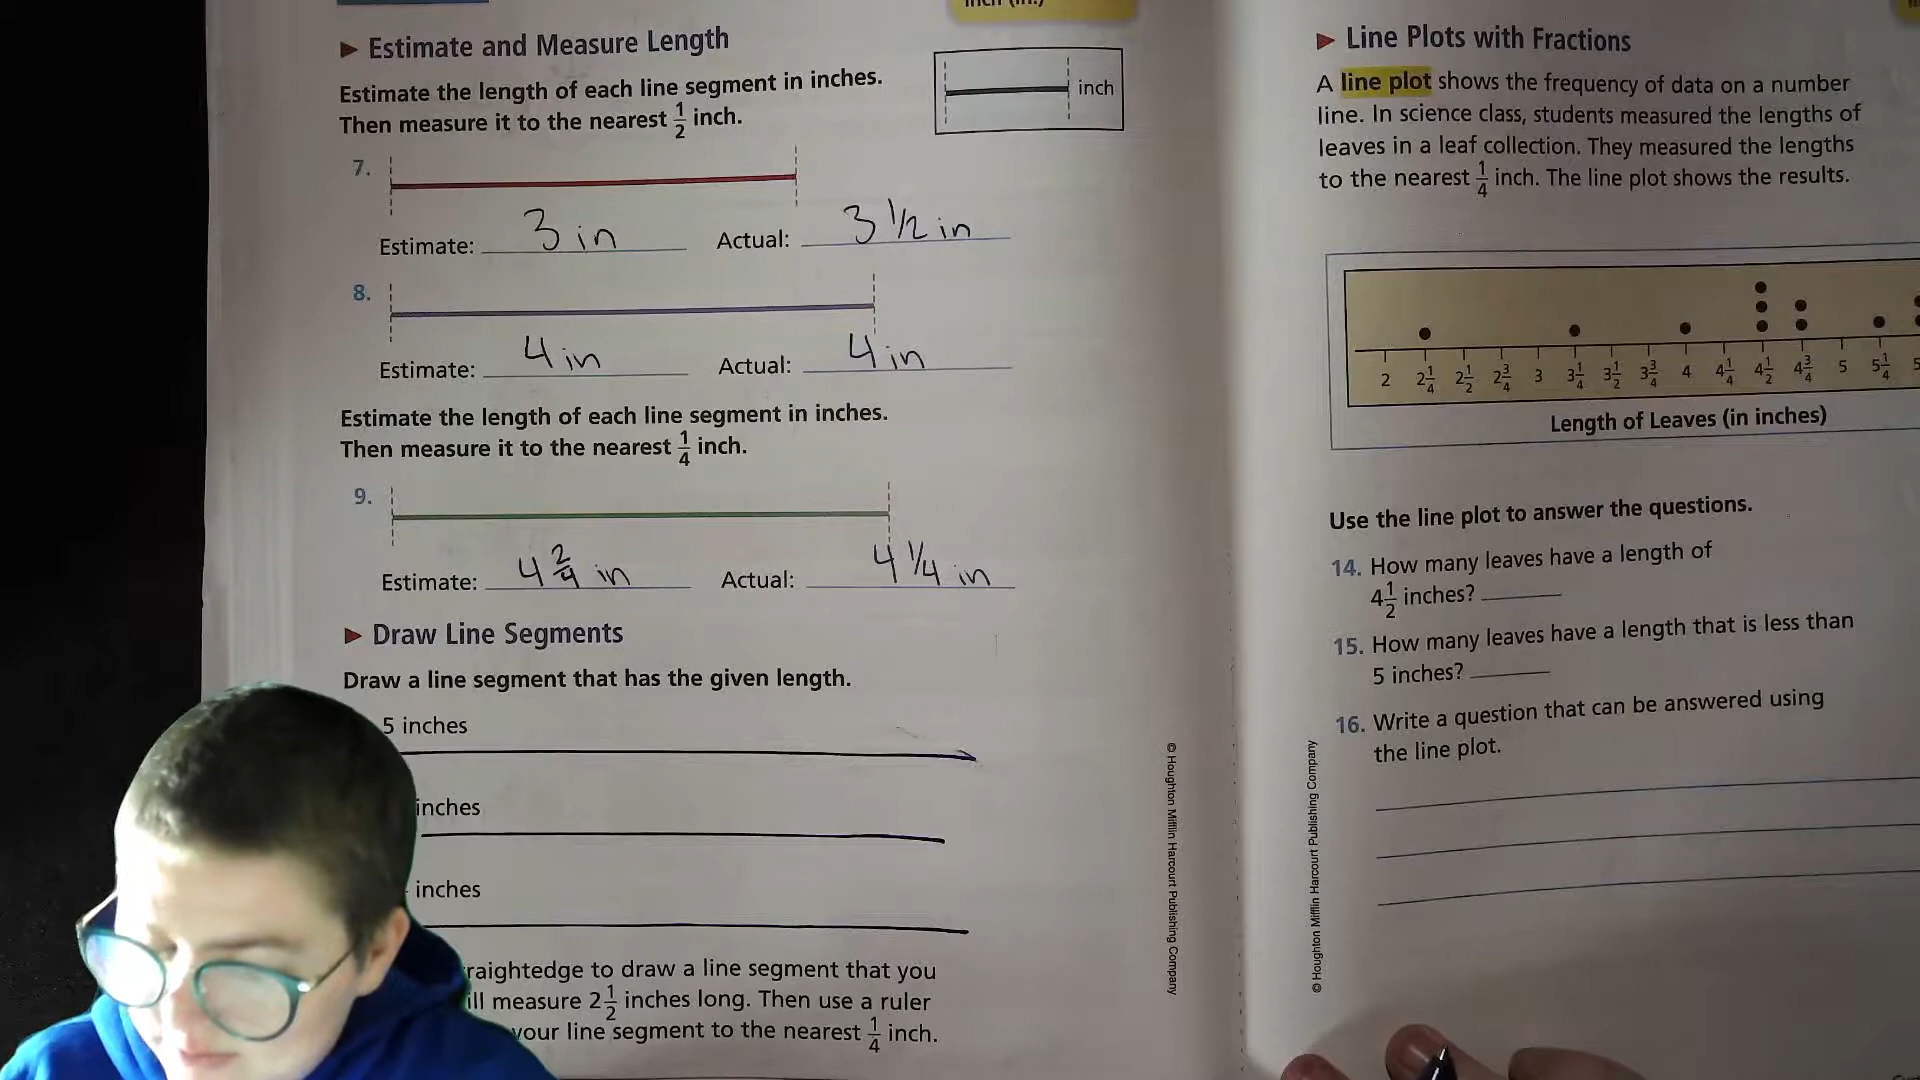 Estimate and Measure Length
Estimate the length of each line segment in inches.
Then measure it to the nearest 1/2 inch.
inch
7.
Estimate: 3 in Actual: 3 1/2 in
8.
Estimate: 4 in Actual: 4 in
Estimate the length of each line segment in inches.
Then measure it to the nearest 1/4 inch.
9.
Estimate: 4 2/4 in Actual: 4 1/4 in
Draw Line Segments
Draw a line segment that has the given length.
5 inches
inches
inches
to draw a line segment that you
measure 2 1/2 inches long. Then use a ruler
your line segment to the nearest 1/4 inch.
© Houghton Mifflin Harcourt Publishing Company
Line Plots with Fractions
A line plot shows the frequency of data on a number
line. In science class, students measured the lengths of
leaves in a leaf collection. They measured the lengths
to the nearest 1/4 inch. The line plot shows the results.
2 2 1/4 2 1/2 2 3/4 3 3 1/4 3 1/2 3 3/4 4 4 1/4 4 1/2 4 3/4 5 5 1/4
Length of Leaves (in inches)
Use the line plot to answer the questions.
14. How many leaves have a length of
4 1/2 inches?
15. How many leaves have a length that is less than
5 inches?
16. Write a question that can be answered using
the line plot.
© Houghton Mifflin Harcourt Publishing Company